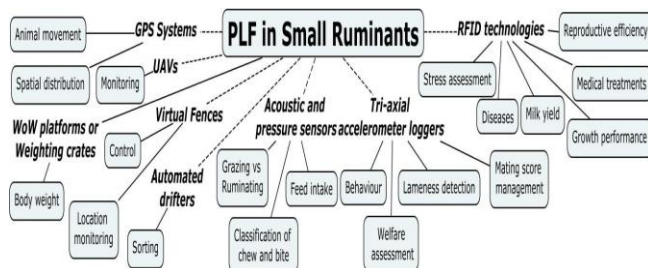 PLF in Small Ruminants
GPS Systems
Animal movement
Spatial distribution
UAVs
Monitoring
WoW platforms or
Weighting crates
Body weight
Virtual Fences
Control
Location
monitoring
Automated
drifters
Sorting
Acoustic and
pressure sensors
Grazing vs
Ruminating
Feed intake
Classification of
chew and bite
Tri-axial
accelerometer loggers
Behaviour
Lameness detection
Welfare
assessment
Mating score
management
RFID technologies
Reproductive efficiency
Stress assessment
Medical treatments
Diseases
Milk yield
Growth performance